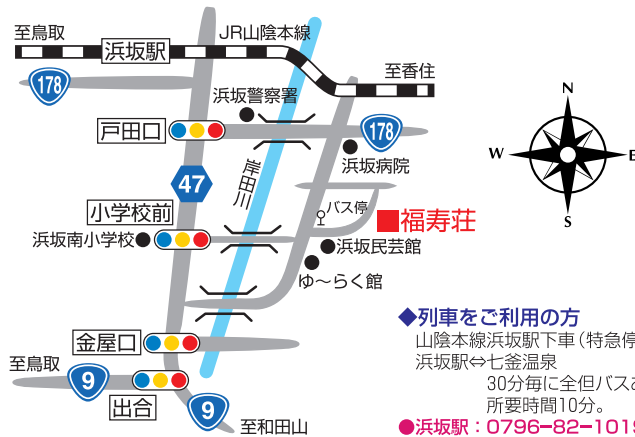 至鳥取
JR山陰本線
浜坂駅
至香住
178
浜坂警察署
戸田口
178
浜坂病院
岸田川
47
小学校前
バス停
福寿荘
浜坂南小学校
浜坂民芸館
ゆ〜らく館
金屋口
至鳥取
9
出合
9
至和田山
N
W
E
S
◆列車をご利用の方
山陰本線浜坂駅下車(特急停
浜坂駅⇔七釜温泉
30分毎に全但バスあ
所要時間10分。
●浜坂駅：0796-82-101